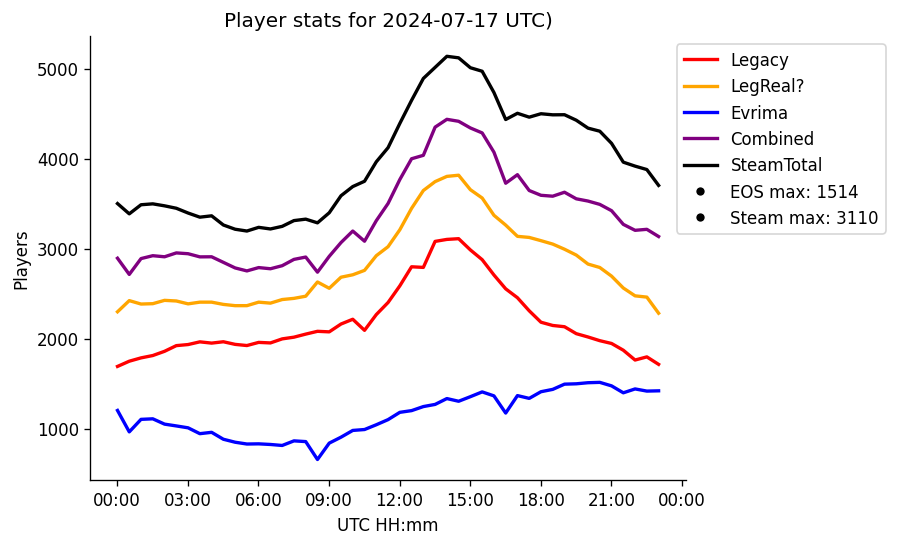 Player stats for 2024-07-17 UTC)
Players
5000
4000
3000
2000
1000
00:00 03:00 06:00 09:00 12:00 15:00 18:00 21:00 00:00
UTC HH:mm
Legacy
LegReal?
Evrima
Combined
SteamTotal
EOS max: 1514
Steam max: 3110